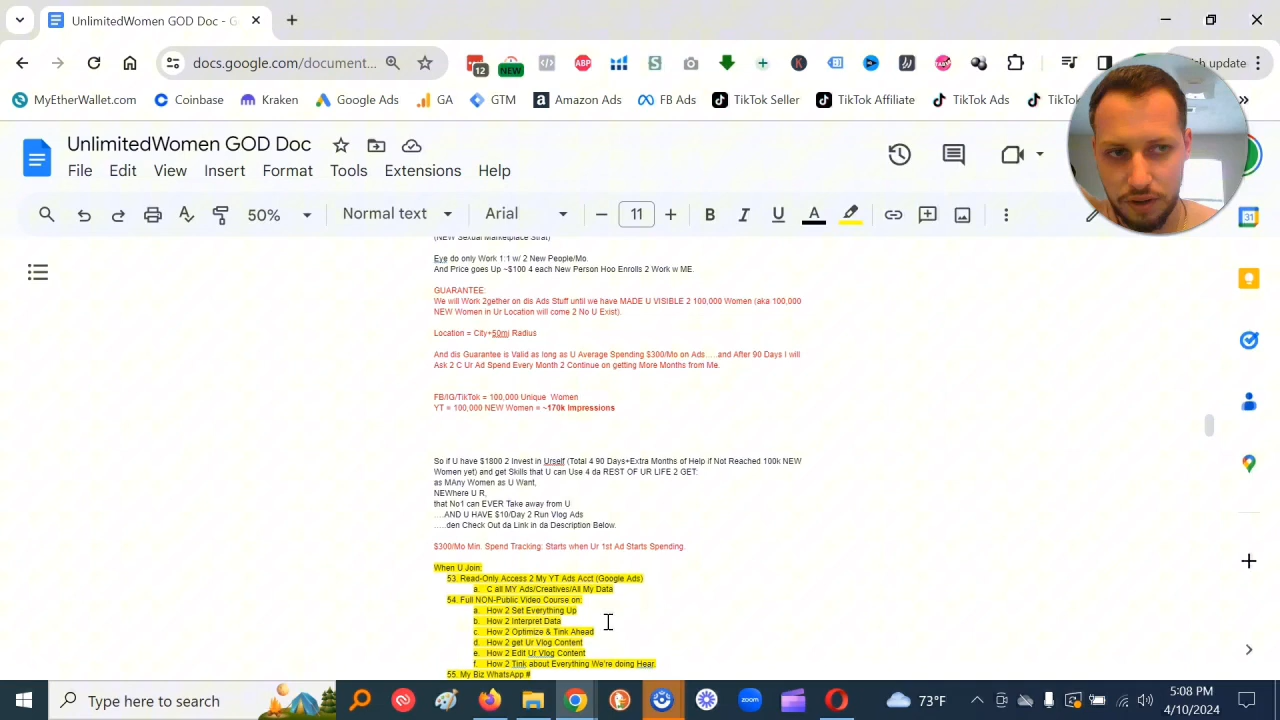 UnlimitedWomen GOD Doc - G
docs.google.com/document...
12
NEW
ABP
ch update
MyEtherWallet.com
Coinbase
Kraken
Google Ads
GA
GTM
Amazon Ads
FB Ads
TikTok Seller
TikTok Affiliate
TikTok Ads
TikTok
UnlimitedWomen GOD Doc
File Edit View Insert Format Tools Extensions Help
50% Normal text Arial 11
(NEW Sexual Marketplace Strat)
Eye do only Work 1:1 w/ 2 New People/Mo.
And Price goes Up ~$100 4 each New Person Hoo Enrolls 2 Work w ME.
GUARANTEE:
We will Work 2gether on dis Ads Stuff until we have MADE U VISIBLE 2 100,000 Women (aka 100,000
NEW Women in Ur Location will come 2 No U Exist).
Location = City+50mi Radius
And dis Guarantee is Valid as long as U Average Spending $300/Mo on Ads.....and After 90 Days I will
Ask 2 C Ur Ad Spend Every Month 2 Continue on getting More Months from Me.
FB/IG/TikTok = 100,000 Unique Women
YT = 100,000 NEW Women = ~170k Impressions
So if U have $1800 2 Invest in Urself (Total 4 90 Days+Extra Months of Help if Not Reached 100k NEW
Women yet) and get Skills that U can Use 4 da REST OF UR LIFE 2 GET:
as MAny Women as U Want,
NEWhere U R,
that No1 can EVER Take away from U
....AND U HAVE $10/Day 2 Run Vlog Ads
.....den Check Out da Link in da Description Below.
$300/Mo Min. Spend Tracking: Starts when Ur 1st Ad Starts Spending.
When U Join:
53. Read-Only Access 2 My YT Ads Acct (Google Ads)
a. C all MY Ads/Creatives/All My Data
54. Full NON-Public Video Course on:
a. How 2 Set Everything Up
b. How 2 Interpret Data
c. How 2 Optimize & Tink Ahead
d. How 2 get Ur Vlog Content
e. How 2 Edit Ur Vlog Content
f. How 2 Tink about Everything We're doing Hear.
55. My Biz WhatsApp #
Type here to search
zoom
73°F
5:08 PM
4/10/2024